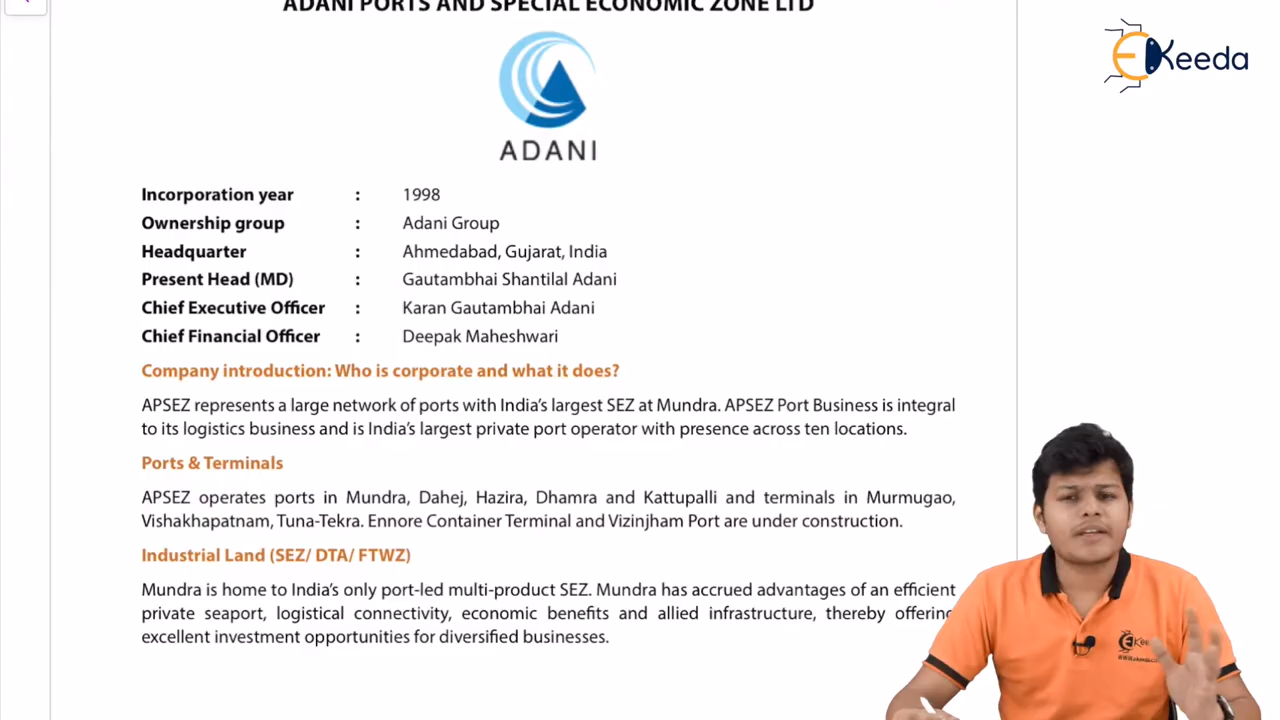 ADANI PORTS AND SPECIAL ECONOMIC ZONE LTD
EKeeda
ADANI
Incorporation year : 1998
Ownership group : Adani Group
Headquarter : Ahmedabad, Gujarat, India
Present Head (MD) : Gautambhai Shantilal Adani
Chief Executive Officer : Karan Gautambhai Adani
Chief Financial Officer : Deepak Maheshwari
Company introduction: Who is corporate and what it does?
APSEZ represents a large network of ports with India's largest SEZ at Mundra. APSEZ Port Business is integral
to its logistics business and is India's largest private port operator with presence across ten locations.
Ports & Terminals
APSEZ operates ports in Mundra, Dahej, Hazira, Dhamra and Kattupalli and terminals in Murmugao,
Vishakhapatnam, Tuna-Tekra. Ennore Container Terminal and Vizinjham Port are under construction.
Industrial Land (SEZ/ DTA/ FTWZ)
Mundra is home to India's only port-led multi-product SEZ. Mundra has accrued advantages of an efficient
private seaport, logistical connectivity, economic benefits and allied infrastructure, thereby offering
excellent investment opportunities for diversified businesses.